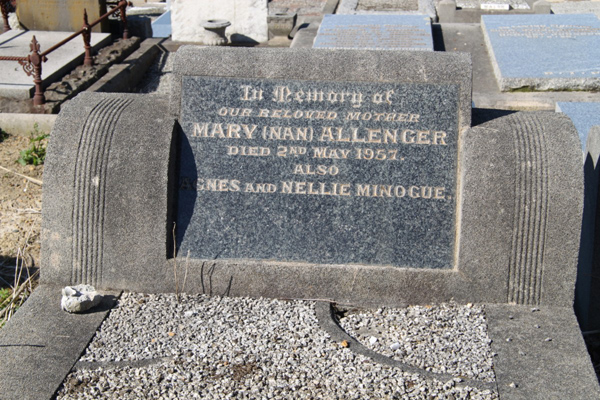 In Memory of
OUR BELOVED MOTHER
MARY (NAN) ALLENGER
DIED 2ND MAY 1957.
ALSO
AGNES AND NELLIE MINOGUE.